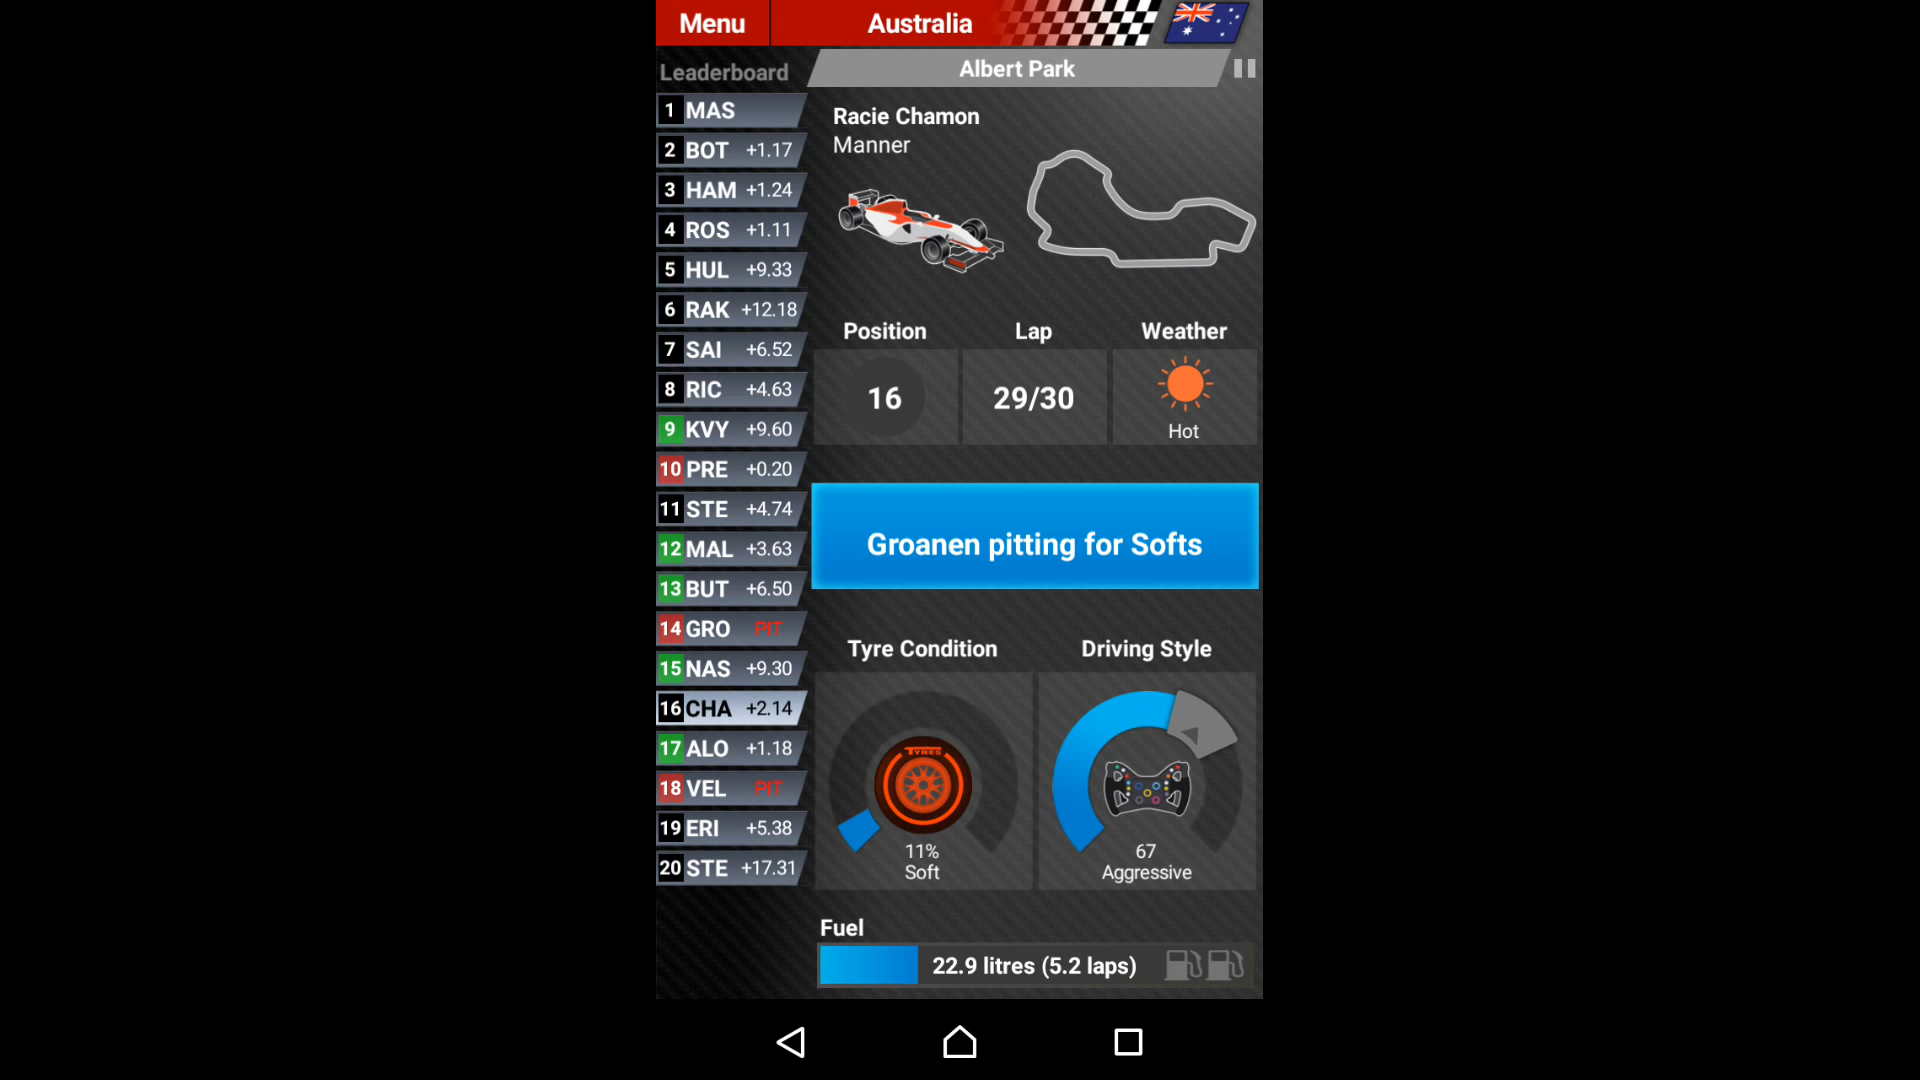 Menu
Australia
Leaderboard
Albert Park
1 MAS
2 BOT +1.17
3 HAM +1.24
4 ROS +1.11
5 HUL +9.33
6 RAK +12.18
7 SAI +6.52
8 RIC +4.63
9 KVY +9.60
10 PRE +0.20
11 STE +4.74
12 MAL +3.63
13 BUT +6.50
14 GRO PIT
15 NAS +9.30
16 CHA +2.14
17 ALO +1.18
18 VEL PIT
19 ERI +5.38
20 STE +17.31
Racie Chamon
Manner
Position
Lap
Weather
16
29/30
Hot
Groanen pitting for Softs
Tyre Condition
Driving Style
TYRES
11%
Soft
67
Aggressive
Fuel
22.9 litres (5.2 laps)